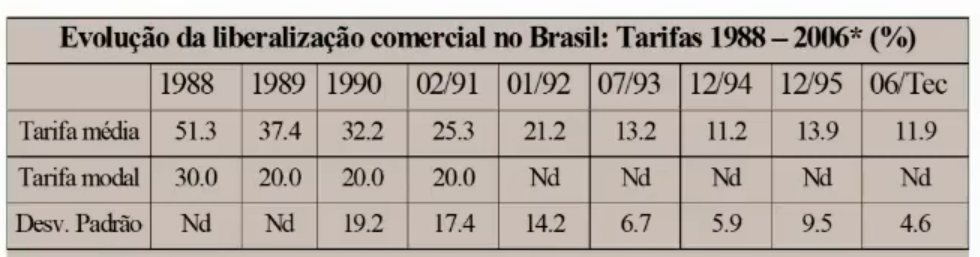 Evolução da liberalização comercial no Brasil: Tarifas 1988 – 2006* (%)
1988 1989 1990 02/91 01/92 07/93 12/94 12/95 06/Tec
Tarifa média 51.3 37.4 32.2 25.3 21.2 13.2 11.2 13.9 11.9
Tarifa modal 30.0 20.0 20.0 20.0 Nd Nd Nd Nd Nd
Desv. Padrão Nd Nd 19.2 17.4 14.2 6.7 5.9 9.5 4.6